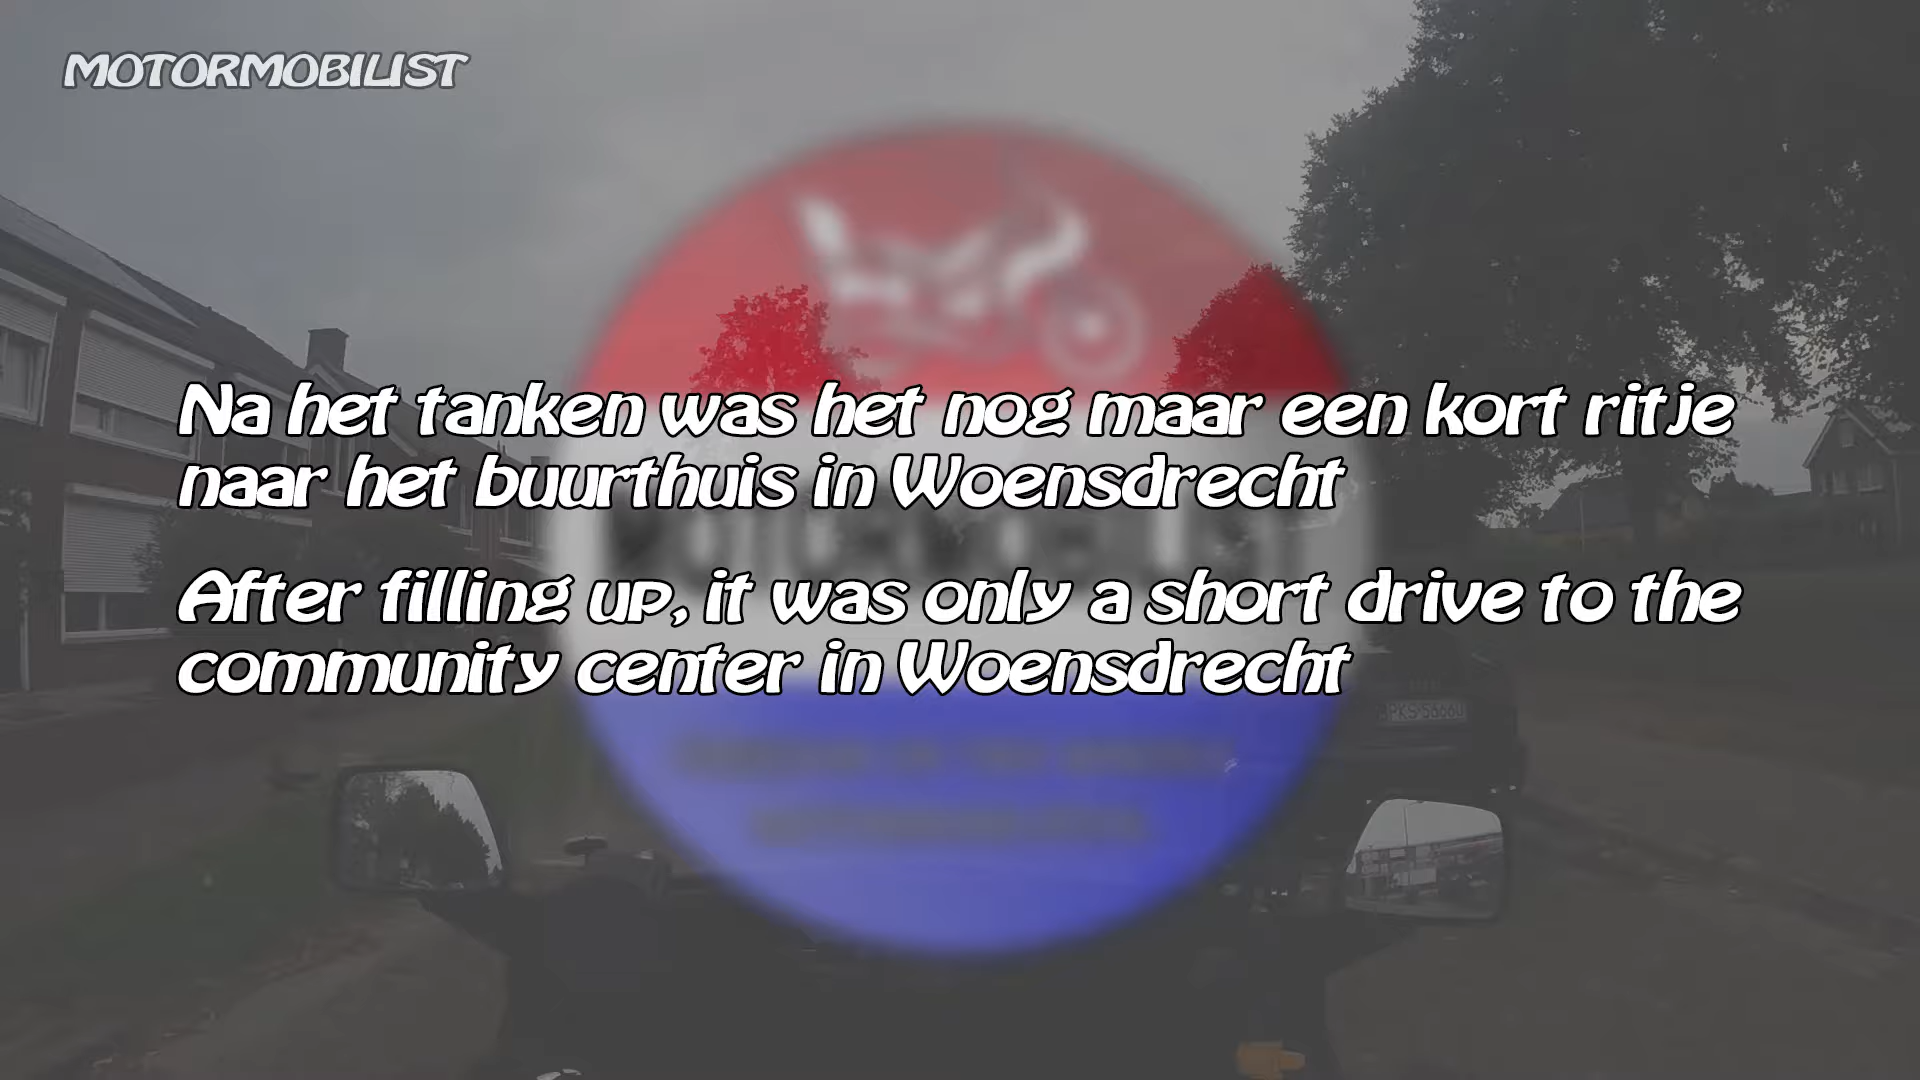 MOTORMOBILIST
Na het tanken was het nog maar een kort ritje
naar het buurthuis in Woensdrecht
After filling up, it was only a short drive to the
community center in Woensdrecht